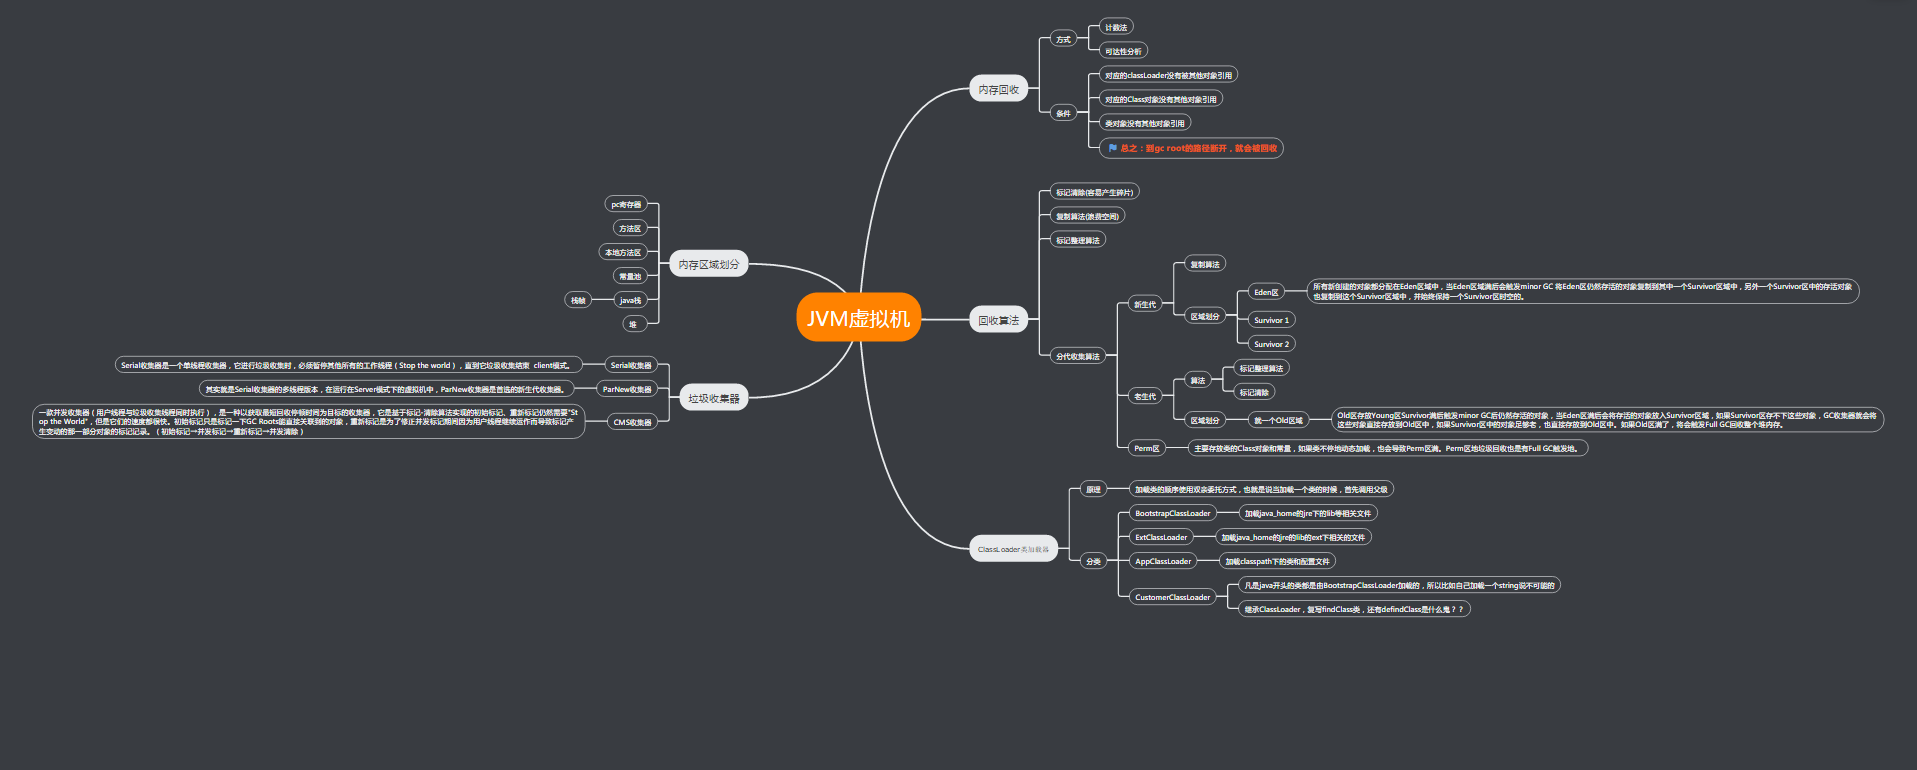 JVM虚拟机
内存回收
方式
计数法
可达性分析
条件
对应的classLoader没有被其他对象引用
对应的Class对象没有其他对象引用
类对象没有其他对象引用
总之：到gc root的路径断开，就会被回收
回收算法
标记清除(容易产生碎片)
复制算法(浪费空间)
标记整理算法
分代收集算法
新生代
复制算法
区域划分
Eden区
所有新创建的对象都分配在Eden区域中，当Eden区域满后会触发minor GC 将Eden区仍然存活的对象复制到其中一个Survivor区域中，另外一个Survivor区中的存活对象
也复制到这个Survivor区域中，并始终保持一个Survivor区时空的。
Survivor 1
Survivor 2
老生代
算法
标记整理算法
标记清除
区域划分
就一个Old区域
Old区存放Young区Survivor满后触发minor GC后仍然存活的对象，当Eden区满后会将存活的对象放入Survivor区域，如果Survivor区存不下这些对象，GC收集器就会将
这些对象直接存放到Old区中，如果Survivor区中的对象足够老，也直接存放到Old区中。如果Old区满了，将会触发Full GC回收整个堆内存。
Perm区
主要存放类的Class对象和常量，如果类不停地动态加载，也会导致Perm区满。Perm区地垃圾回收也是有Full GC触发地。
ClassLoader类加载器
原理
加载类的顺序使用双亲委托方式，也就是说当加载一个类的时候，首先调用父级
分类
BootstrapClassLoader
加载java_home的jre下的lib等相关文件
ExtClassLoader
加载java_home的jre的lib的ext下相关的文件
AppClassLoader
加载classpath下的类和配置文件
CustomerClassLoader
凡是java开头的类都是由BootstrapClassLoader加载的，所以比如自己加载一个string说不可能的
继承ClassLoader，复写findClass类，还有defindClass是什么鬼？？
内存区域划分
pc寄存器
方法区
本地方法区
常量池
java栈
栈帧
堆
垃圾收集器
Serial收集器
Serial收集器是一个单线程收集器，它进行垃圾收集时，必须暂停其他所有的工作线程（Stop the world），直到它垃圾收集结束 client模式。
ParNew收集器
其实就是Serial收集器的多线程版本，在运行在Server模式下的虚拟机中，ParNew收集器是首选的新生代收集器。
CMS收集器
一款并发收集器（用户线程与垃圾收集线程同时执行），是一种以获取最短回收停顿时间为目标的收集器，它是基于标记-清除算法实现的初始标记、重新标记仍然需要"St
op the World"，但是它们的速度都很快。初始标记只是标记一下GC Roots能直接关联到的对象，重新标记是为了修正并发标记期间因为用户线程继续运作而导致标记产
生变动的那一部分对象的标记记录。（初始标记→并发标记→重新标记→并发清除）